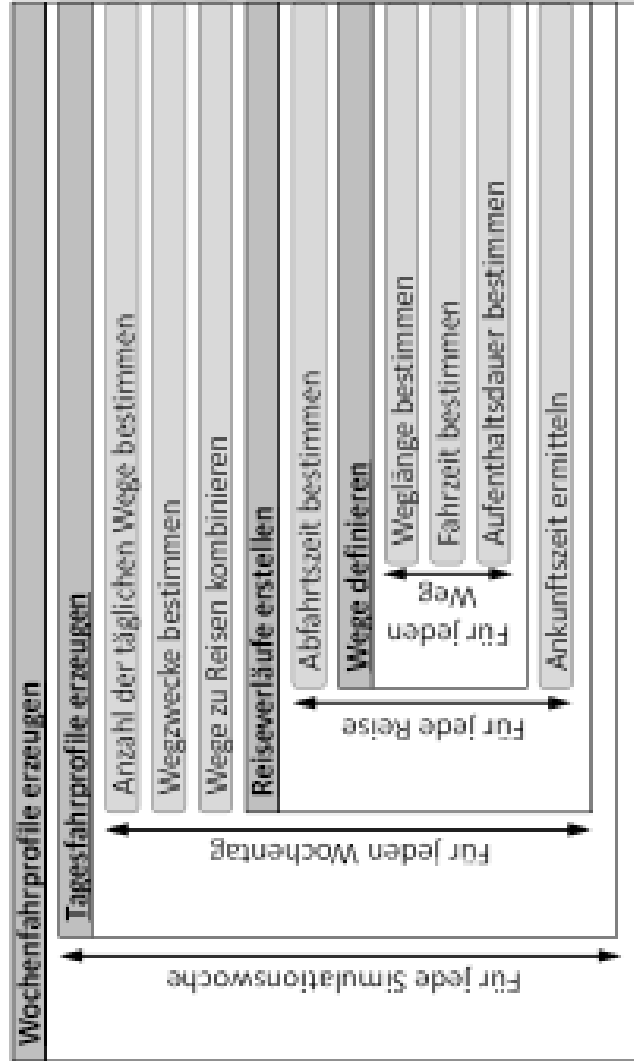 Wochenfahrprofile erzeugen
Für jede Simulationswoche
Tagesfahrprofile erzeugen
Für jeden Wochentag
Anzahl der täglichen Wege bestimmen
Wegzwecke bestimmen
Wege zu Reisen kombinieren
Reiseverläufe erstellen
Für jede Reise
Abfahrtszeit bestimmen
Wege definieren
Für jeden
Weg
Weglänge bestimmen
Fahrzeit bestimmen
Aufenthaltsdauer bestimmen
Ankunftszeit ermitteln